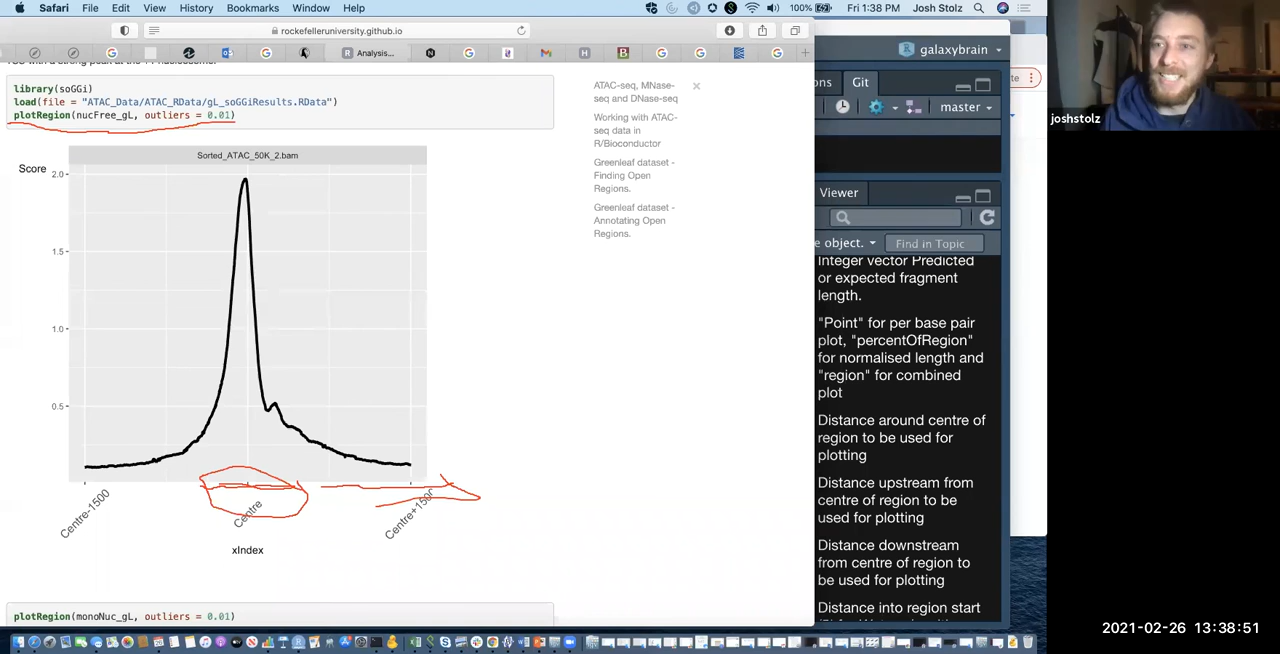 Safari File Edit View History Bookmarks Window Help
100% Fri 1:38 PM Josh Stolz
rockefelleruniversity.github.io
R Analysis...
library(soGGi)
load(file = "ATAC_Data/ATAC_RData/gL_soGGiResults.RData")
plotRegion(nucFree_gL, outliers = 0.01)
Sorted_ATAC_50K_2.bam
Score
2.0
1.5
1.0
0.5
Centre-1500
Centre
Centre+1500
xIndex
plotRegion(monoNuc_gL, outliers = 0.01)
ATAC-seq, MNase-
seq and DNase-seq
Working with ATAC-
seq data in
R/Bioconductor
Greenleaf dataset -
Finding Open
Regions.
Greenleaf dataset -
Annotating Open
Regions.
galaxybrain
ons Git
master
Viewer
e object. Find in Topic
Integer vector Predicted
or expected fragment
length.
"Point" for per base pair
plot, "percentOfRegion"
for normalised length and
"region" for combined
plot
Distance around centre of
region to be used for
plotting
Distance upstream from
centre of region to be
used for plotting
Distance downstream
from centre of region to
be used for plotting
Distance into region start
te
joshstolz
2021-02-26 13:38:51